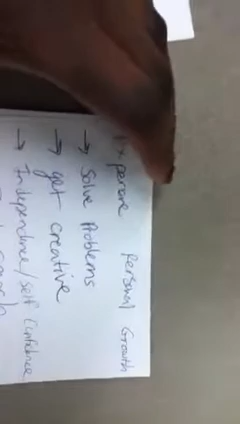 Personal Growth
→ Solve Problems
→ get creative
→ Independence/self Confidence